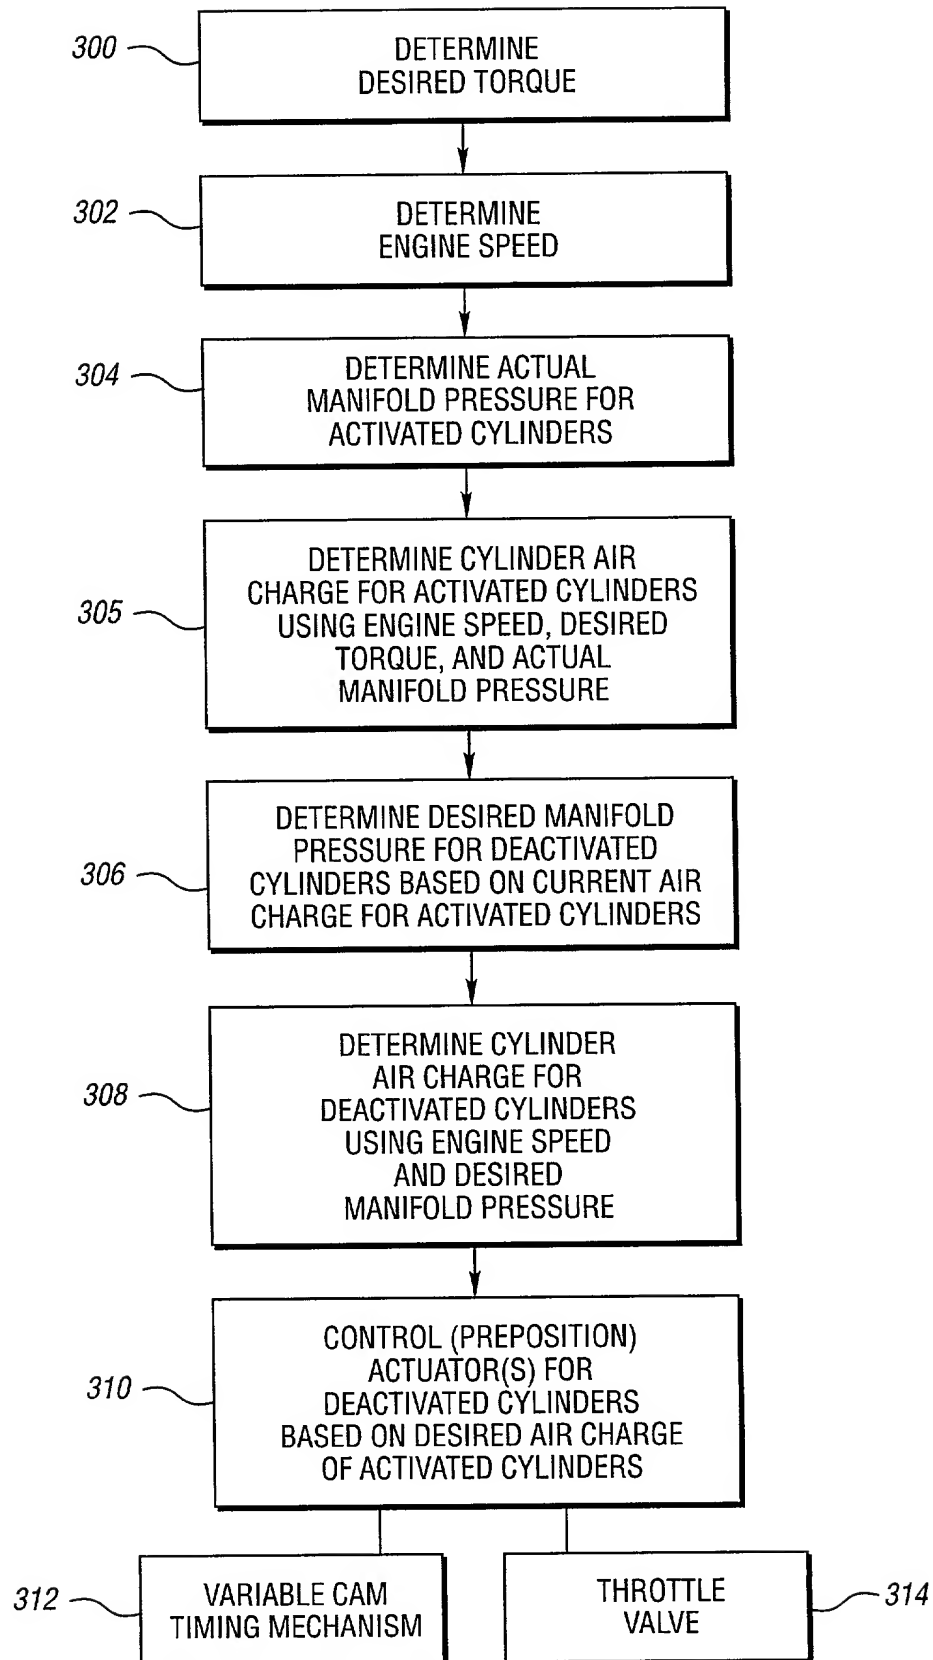 300
DETERMINE
DESIRED TORQUE
302
DETERMINE
ENGINE SPEED
304
DETERMINE ACTUAL
MANIFOLD PRESSURE FOR
ACTIVATED CYLINDERS
305
DETERMINE CYLINDER AIR
CHARGE FOR ACTIVATED CYLINDERS
USING ENGINE SPEED, DESIRED
TORQUE, AND ACTUAL
MANIFOLD PRESSURE
306
DETERMINE DESIRED MANIFOLD
PRESSURE FOR DEACTIVATED
CYLINDERS BASED ON CURRENT AIR
CHARGE FOR ACTIVATED CYLINDERS
308
DETERMINE CYLINDER
AIR CHARGE FOR
DEACTIVATED CYLINDERS
USING ENGINE SPEED
AND DESIRED
MANIFOLD PRESSURE
310
CONTROL (PREPOSITION)
ACTUATOR(S) FOR
DEACTIVATED CYLINDERS
BASED ON DESIRED AIR CHARGE
OF ACTIVATED CYLINDERS
312
VARIABLE CAM
TIMING MECHANISM
THROTTLE
VALVE
314